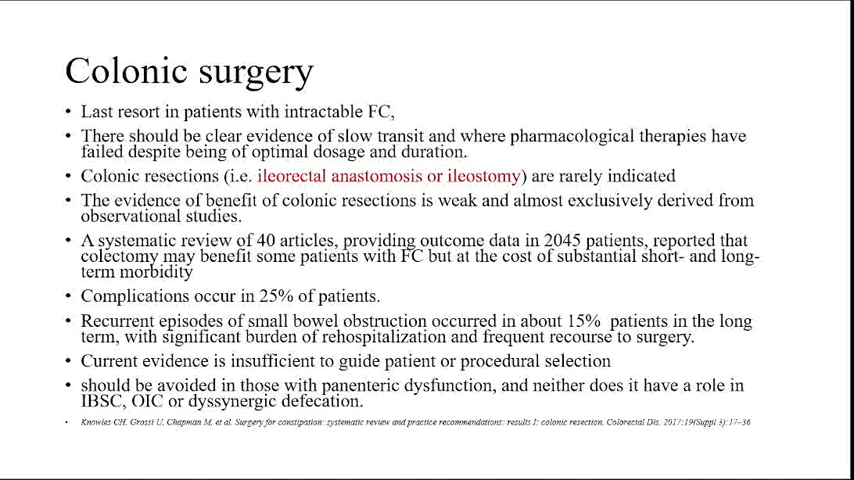 Colonic surgery
• Last resort in patients with intractable FC,
• There should be clear evidence of slow transit and where pharmacological therapies have
failed despite being of optimal dosage and duration.
• Colonic resections (i.e. ileorectal anastomosis or ileostomy) are rarely indicated
• The evidence of benefit of colonic resections is weak and almost exclusively derived from
observational studies.
• A systematic review of 40 articles, providing outcome data in 2045 patients, reported that
colectomy may benefit some patients with FC but at the cost of substantial short- and long-
term morbidity
• Complications occur in 25% of patients.
• Recurrent episodes of small bowel obstruction occurred in about 15% patients in the long
term, with significant burden of rehospitalization and frequent recourse to surgery.
• Current evidence is insufficient to guide patient or procedural selection
• should be avoided in those with panenteric dysfunction, and neither does it have a role in
IBSC, OIC or dyssynergic defecation.
• Knowles CH, Grossi U, Chapman M, et al. Surgery for constipation: systematic review and practice recommendations: results I: colonic resection. Colorectal Dis. 2017;19(Suppl 3):17–36